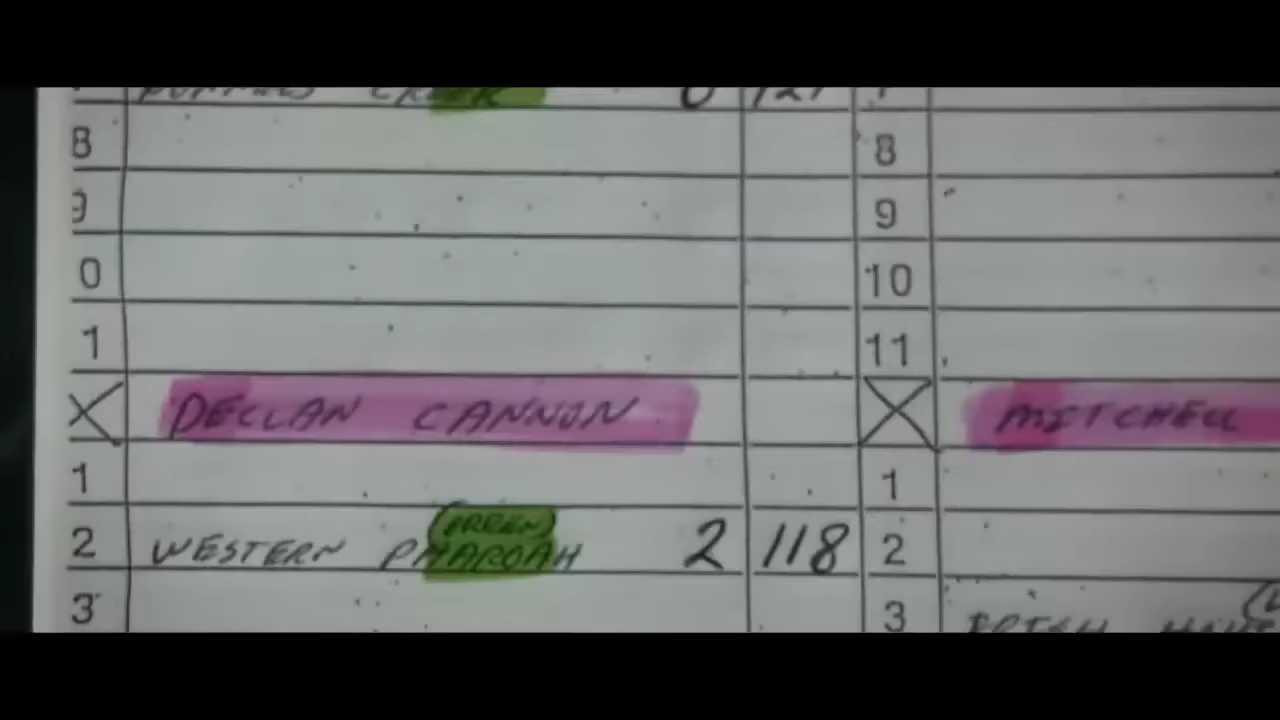 8 8
9 9
0 10
1 11
X DECLAN CANNON X MITCHELL
1 1
(GREEN)
2 WESTERN PHAROAH 2 118 2
3 3